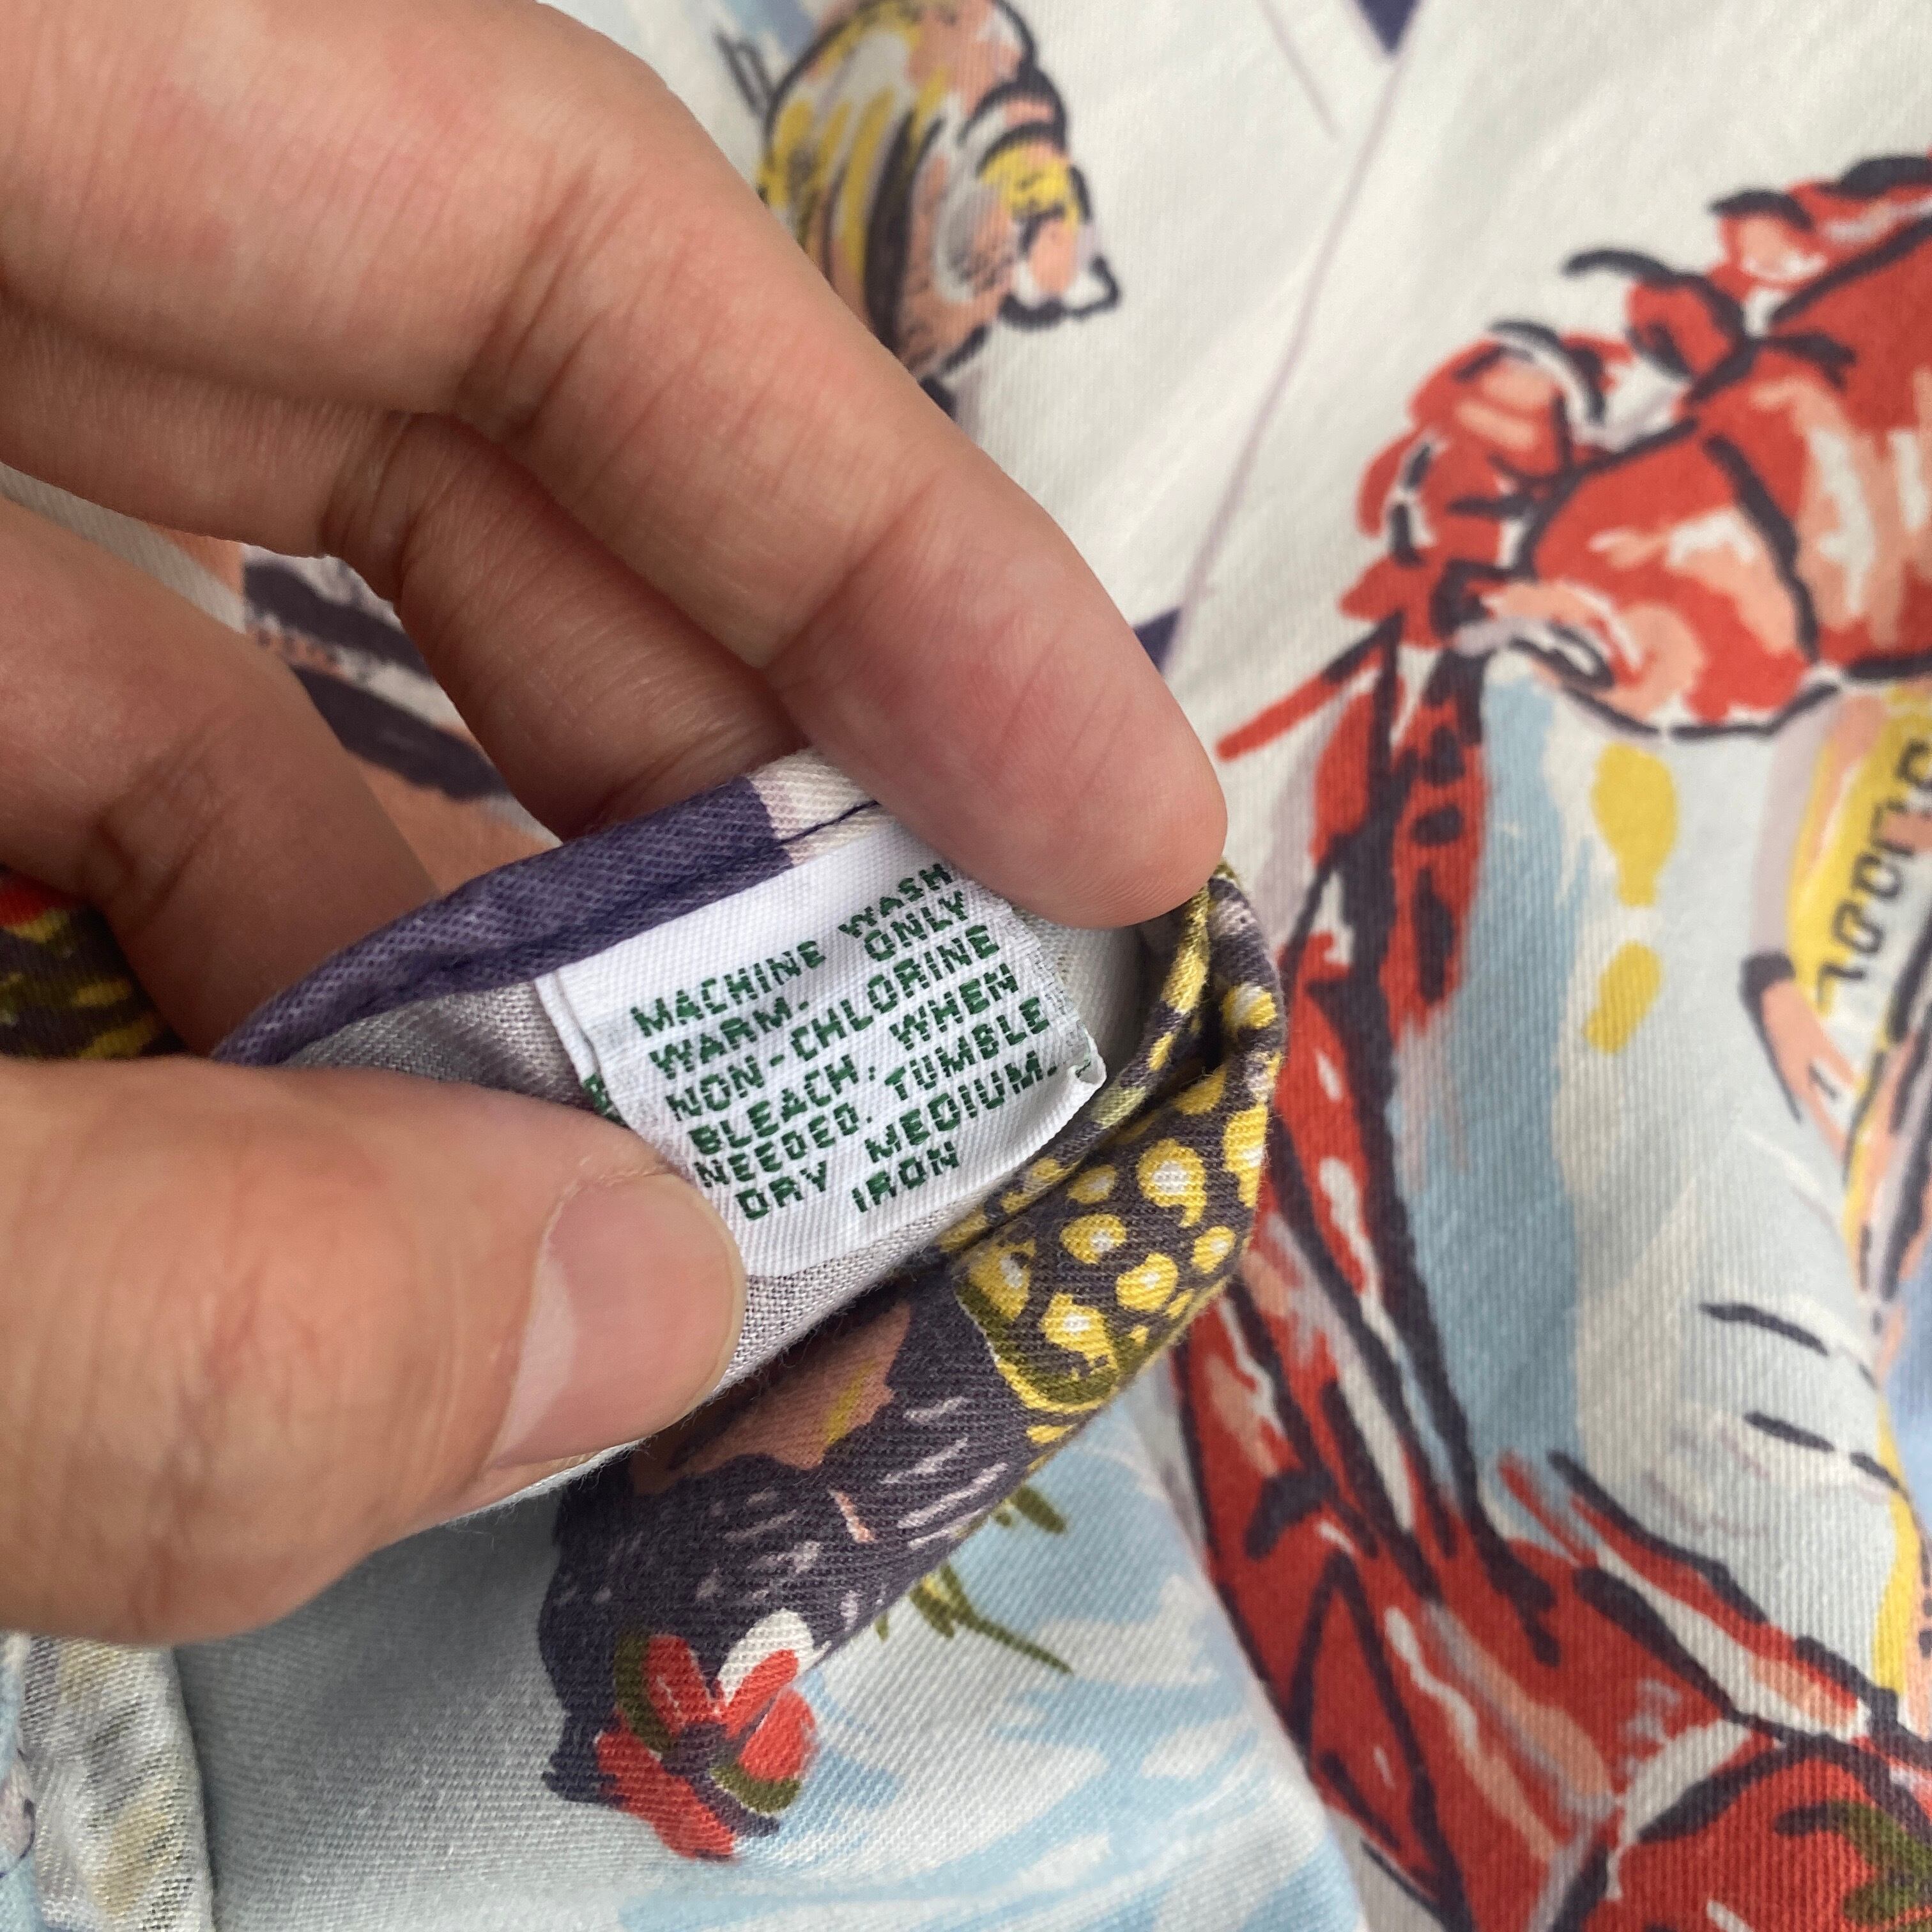 MACHINE WASH
WARM. ONLY
NON-CHLORINE
BLEACH. WHEN
NEEDED. TUMBLE
DRY MEDIUM.
IRON